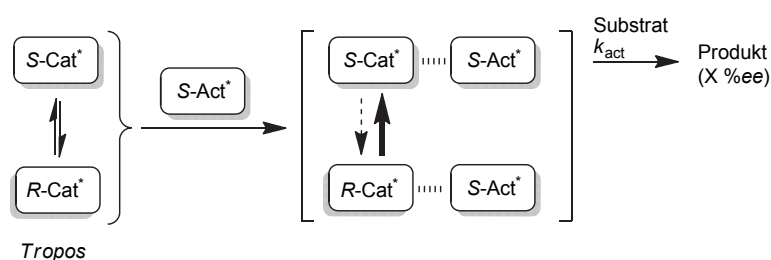 Substrat
k_act
Produkt
(X %ee)
S-Cat*
S-Act*
S-Cat*
S-Act*
R-Cat*
R-Cat*
S-Act*
Tropos